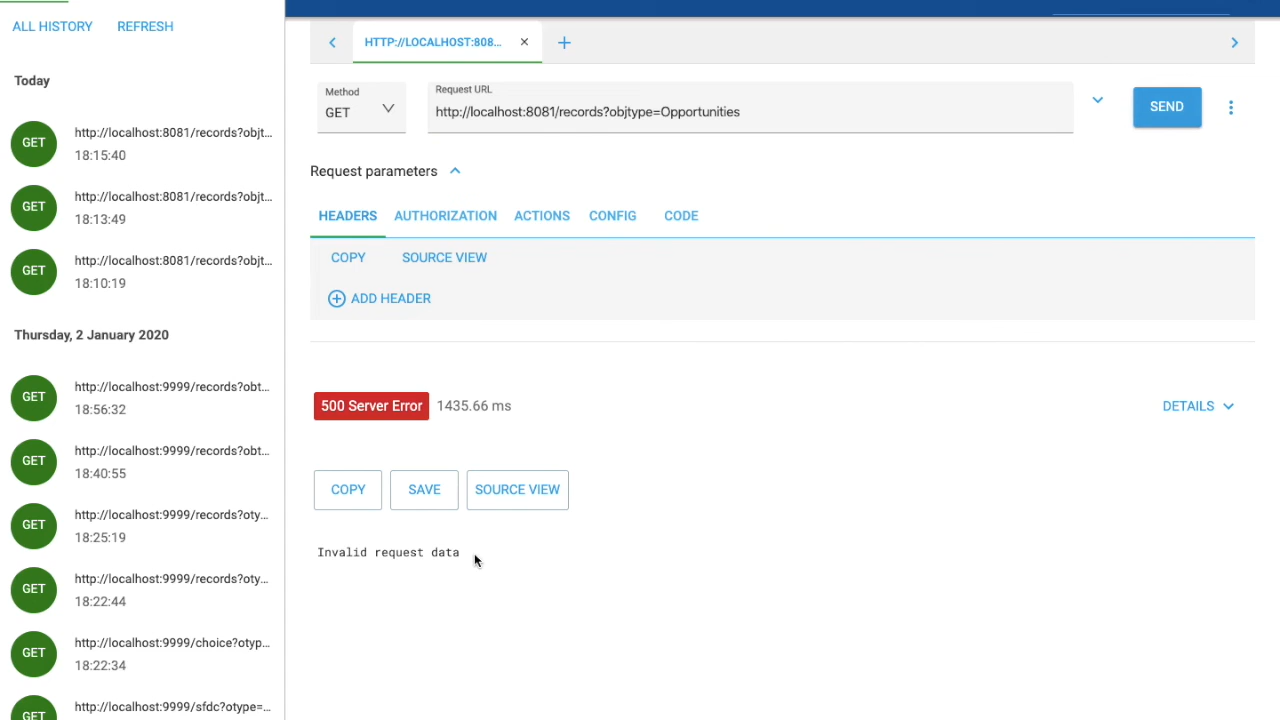 ALL HISTORY REFRESH
Today
GET http://localhost:8081/records?objt...
18:15:40
GET http://localhost:8081/records?objt...
18:13:49
GET http://localhost:8081/records?objt...
18:10:19
Thursday, 2 January 2020
GET http://localhost:9999/records?obt...
18:56:32
GET http://localhost:9999/records?obt...
18:40:55
GET http://localhost:9999/records?oty...
18:25:19
GET http://localhost:9999/records?oty...
18:22:44
GET http://localhost:9999/choice?otyp...
18:22:34
GET http://localhost:9999/sfdc?otype=...
HTTP://LOCALHOST:808...
Method
GET
Request URL
http://localhost:8081/records?objtype=Opportunities
SEND
Request parameters
HEADERS AUTHORIZATION ACTIONS CONFIG CODE
COPY SOURCE VIEW
ADD HEADER
500 Server Error 1435.66 ms DETAILS
COPY SAVE SOURCE VIEW
Invalid request data